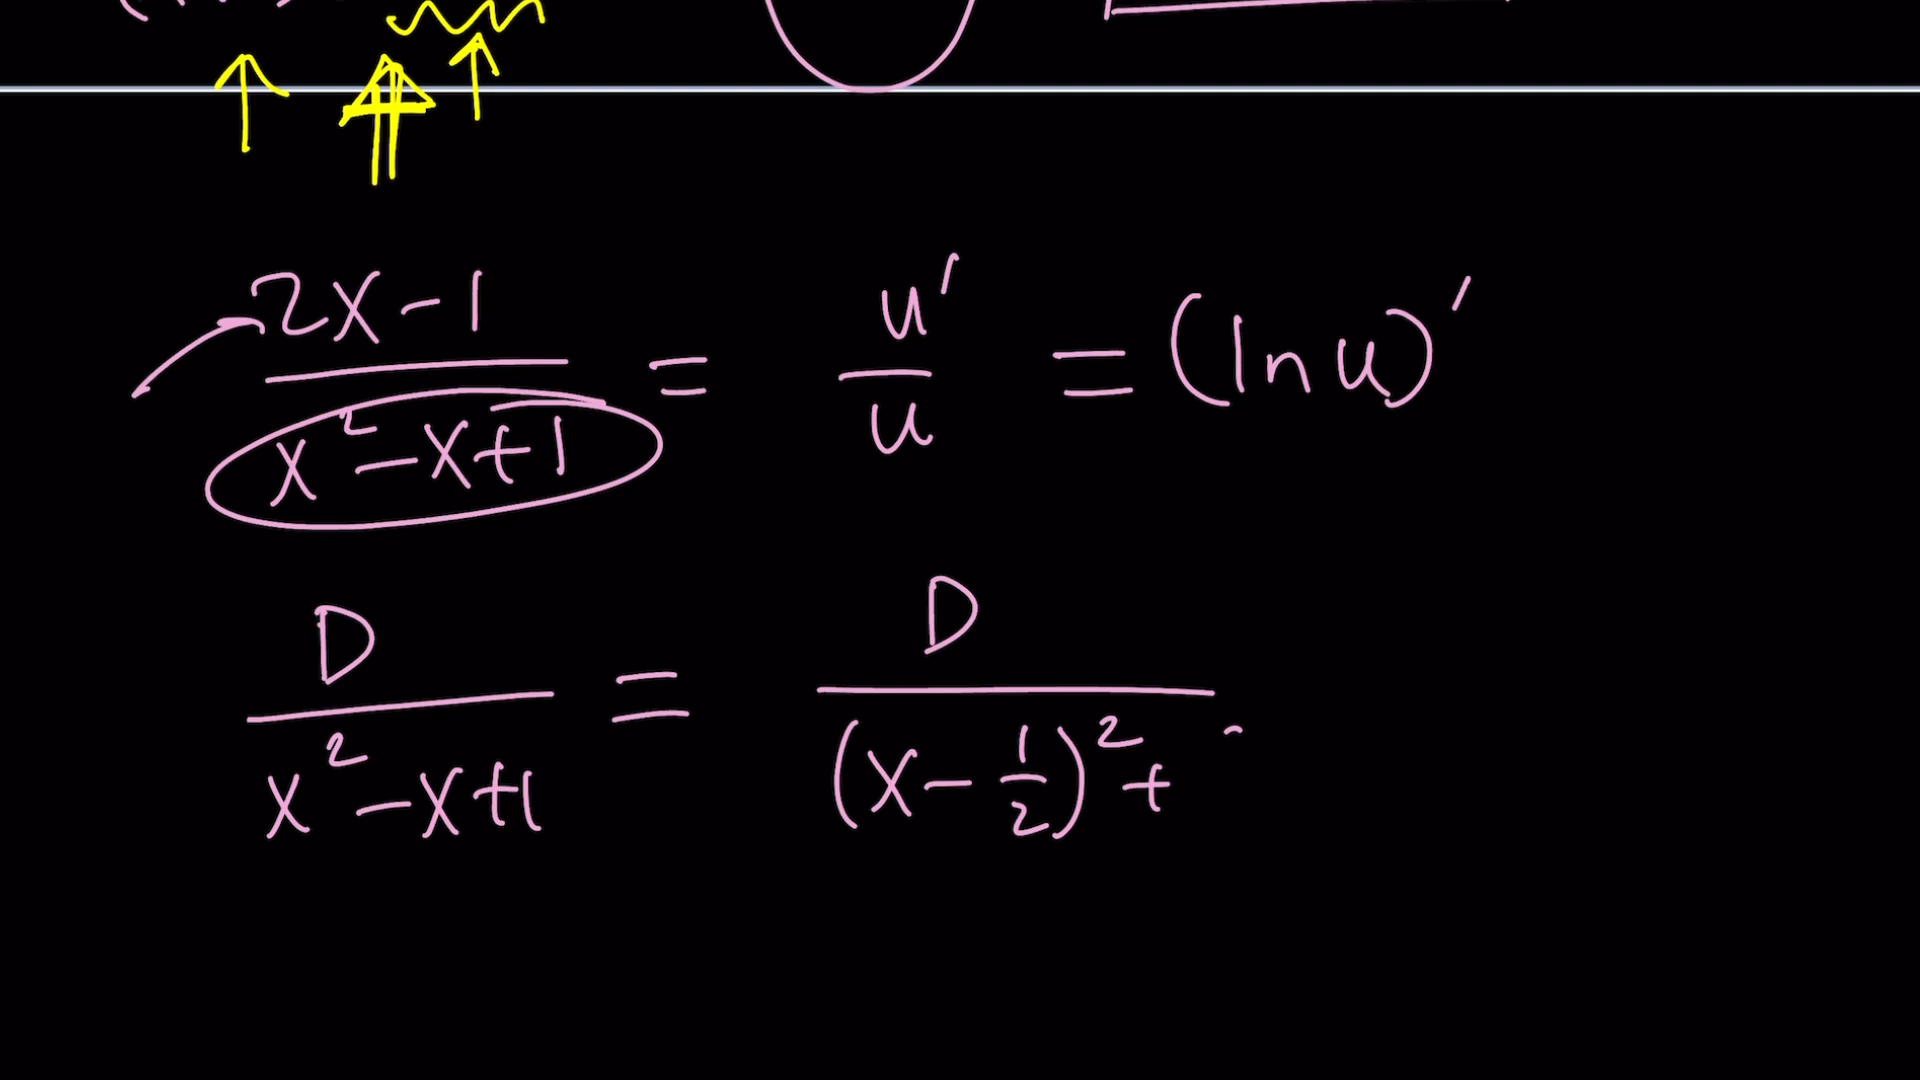 (2x-1)/(x²-x+1) = u'/u = (ln u)'
D/(x²-x+1) = D/((x-1/2)²+